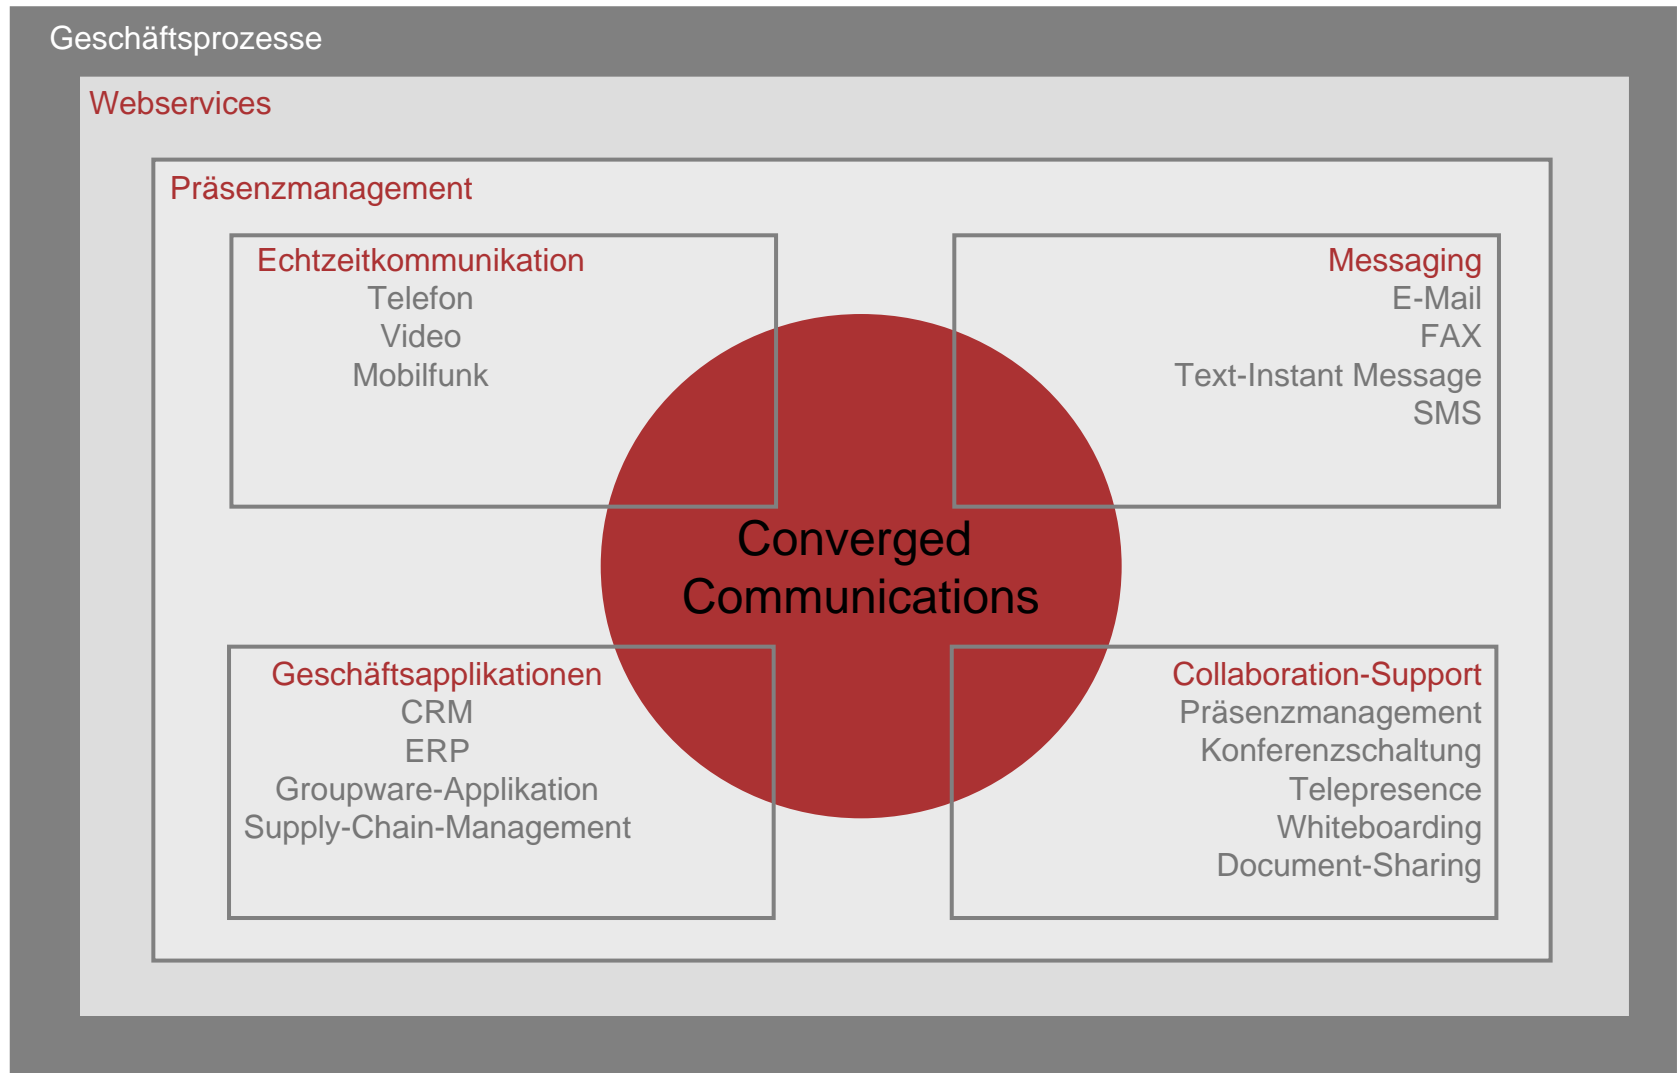 Geschäftsprozesse
Webservices
Präsenzmanagement
Echtzeitkommunikation
Telefon
Video
Mobilfunk
Messaging
E-Mail
FAX
Text-Instant Message
SMS
Converged
Communications
Geschäftsapplikationen
CRM
ERP
Groupware-Applikation
Supply-Chain-Management
Collaboration-Support
Präsenzmanagement
Konferenzschaltung
Telepresence
Whiteboarding
Document-Sharing